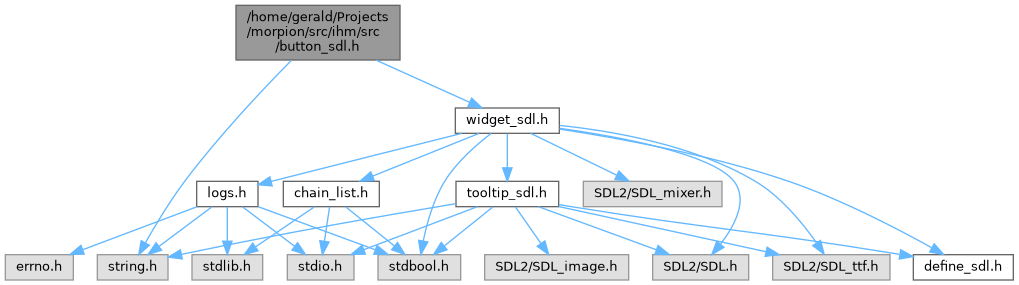 /home/gerald/Projects
/morpion/src/ihm/src
/button_sdl.h
widget_sdl.h
logs.h
chain_list.h
tooltip_sdl.h
SDL2/SDL_mixer.h
errno.h
string.h
stdlib.h
stdio.h
stdbool.h
SDL2/SDL_image.h
SDL2/SDL.h
SDL2/SDL_ttf.h
define_sdl.h